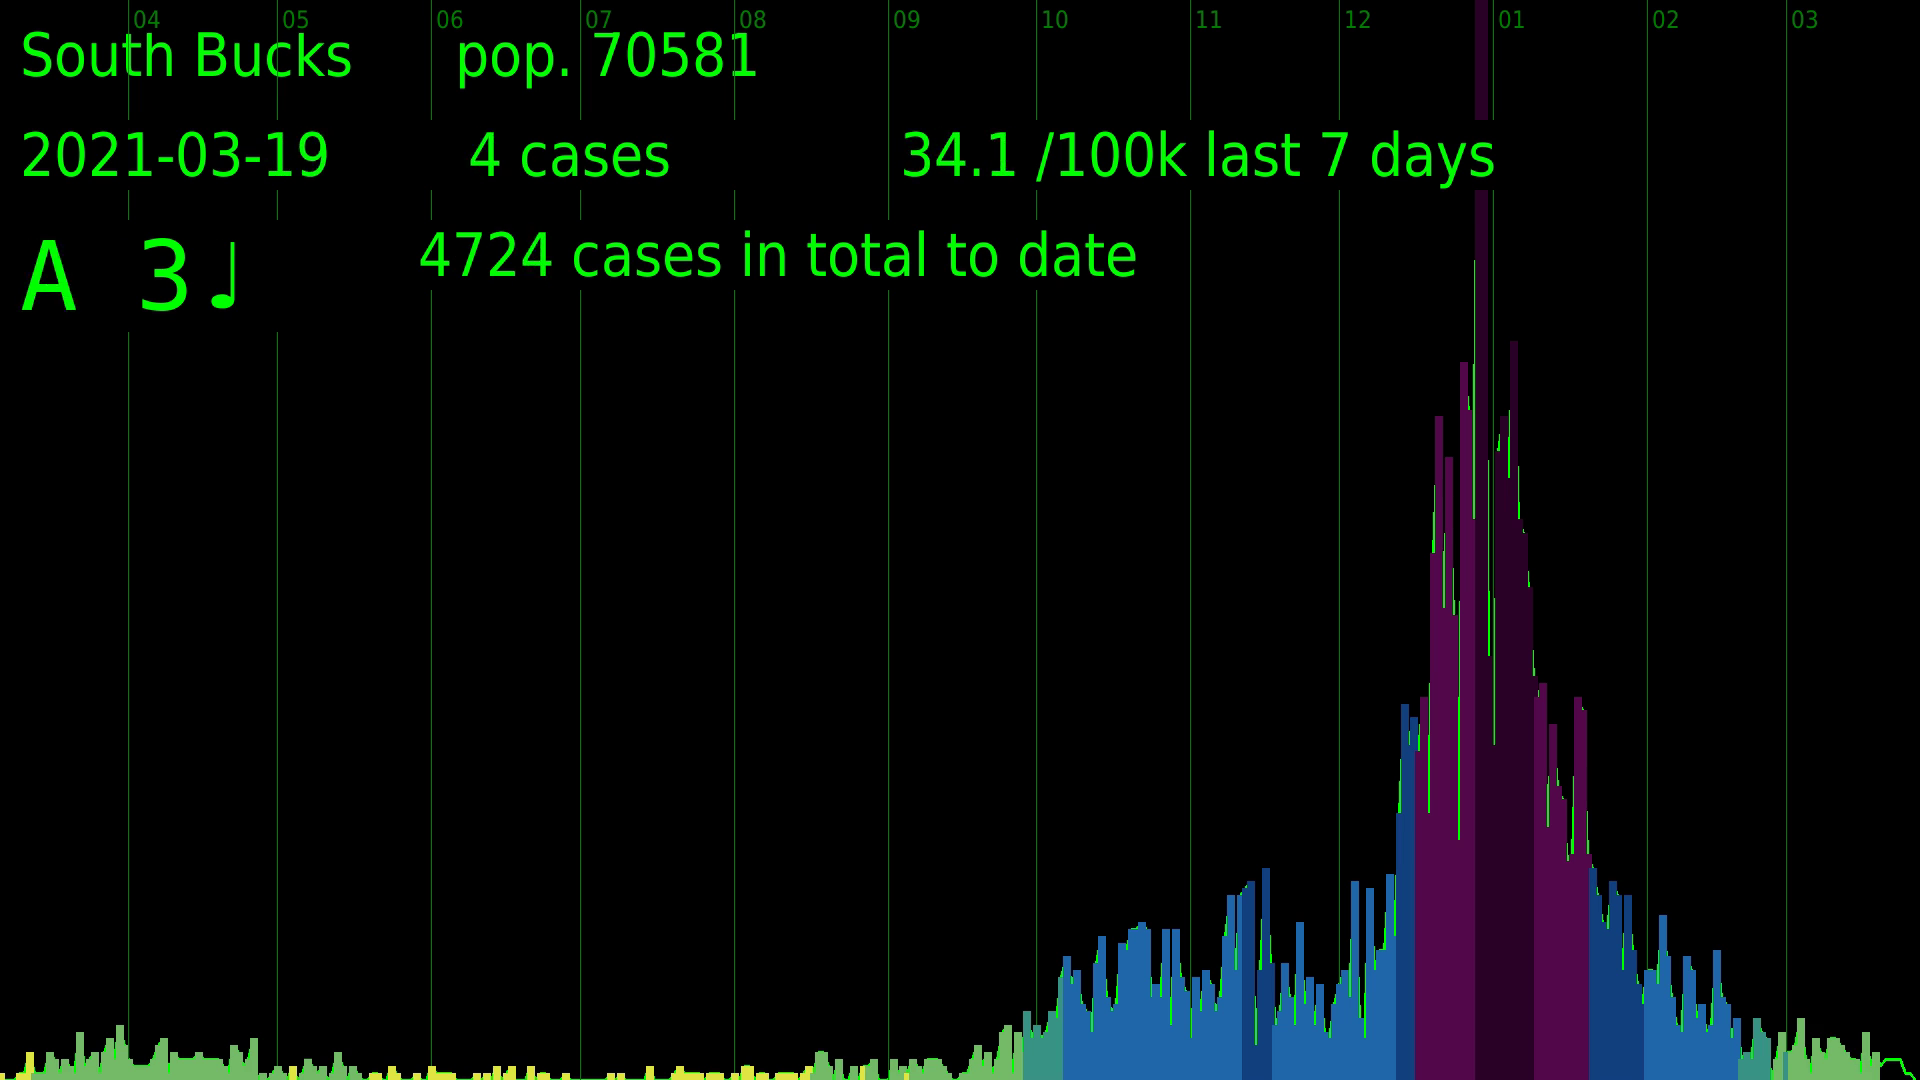 04 05 06 07 08 09 10 11 12 01 02 03
South Bucks pop. 70581
2021-03-19 4 cases 34.1 /100k last 7 days
A 3♩ 4724 cases in total to date